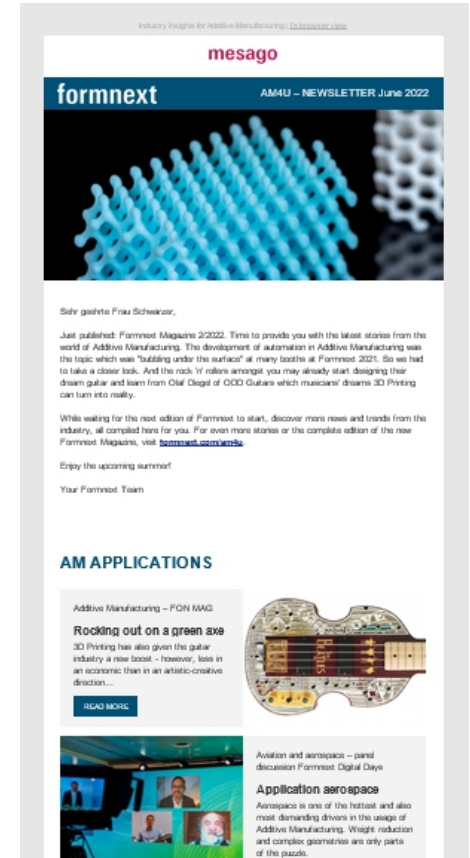 Industry Insights for Additive Manufacturing | To browser view
mesago
formnext
AM4U – NEWSLETTER June 2022
Sehr geehrte Frau Schwarzer,
Just published: Formnext Magazine 2/2022. Time to provide you with the latest stories from the
world of Additive Manufacturing. The development of automation in Additive Manufacturing was
the topic which was "bubbling under the surface" at many booths at Formnext 2021. So we had
to take a closer look. And the rock 'n' rollers amongst you may already start designing their
dream guitar and learn from Olaf Diegel of ODD Guitars which musicians' dreams 3D Printing
can turn into reality.
While waiting for the next edition of Formnext to start, discover more news and trends from the
industry, all compiled here for you. For even more stories or the complete edition of the new
Formnext Magazine, visit formnext.com/am4u.
Enjoy the upcoming summer!
Your Formnext Team
AM APPLICATIONS
Additive Manufacturing – FON MAG
Rocking out on a green axe
3D Printing has also given the guitar
industry a new boost - however, less in
an economic than in an artistic-creative
direction...
READ MORE
Aviation and aerospace – panel
discussion Formnext Digital Days
Application aerospace
Aerospace is one of the hottest and also
most demanding drivers in the usage of
Additive Manufacturing. Weight reduction
and complex geometries are only parts
of the puzzle.